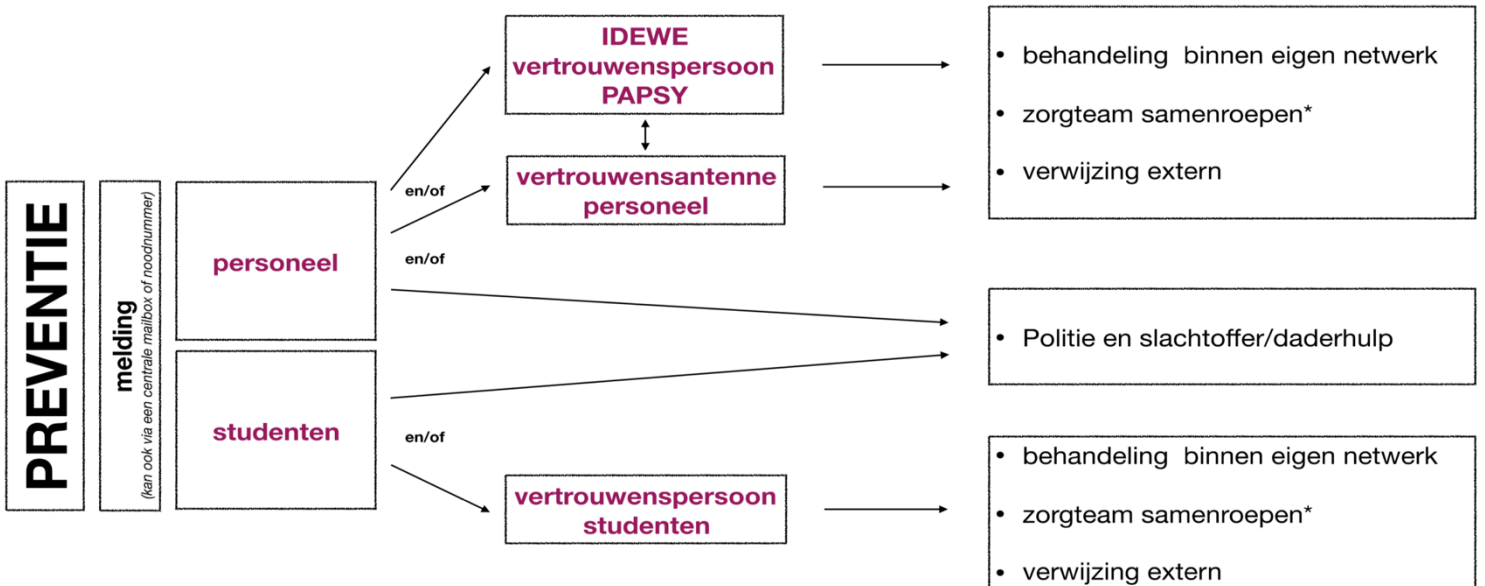 PREVENTIE
melding
(kan ook via een centrale mailbox of noodnummer)
personeel
studenten
en/of
en/of
en/of
IDEWE
vertrouwenspersoon
PAPSY
vertrouwensantenne
personeel
vertrouwenspersoon
studenten
• behandeling  binnen eigen netwerk
• zorgteam samenroepen*
• verwijzing extern
• Politie en slachtoffer/daderhulp
• behandeling  binnen eigen netwerk
• zorgteam samenroepen*
• verwijzing extern